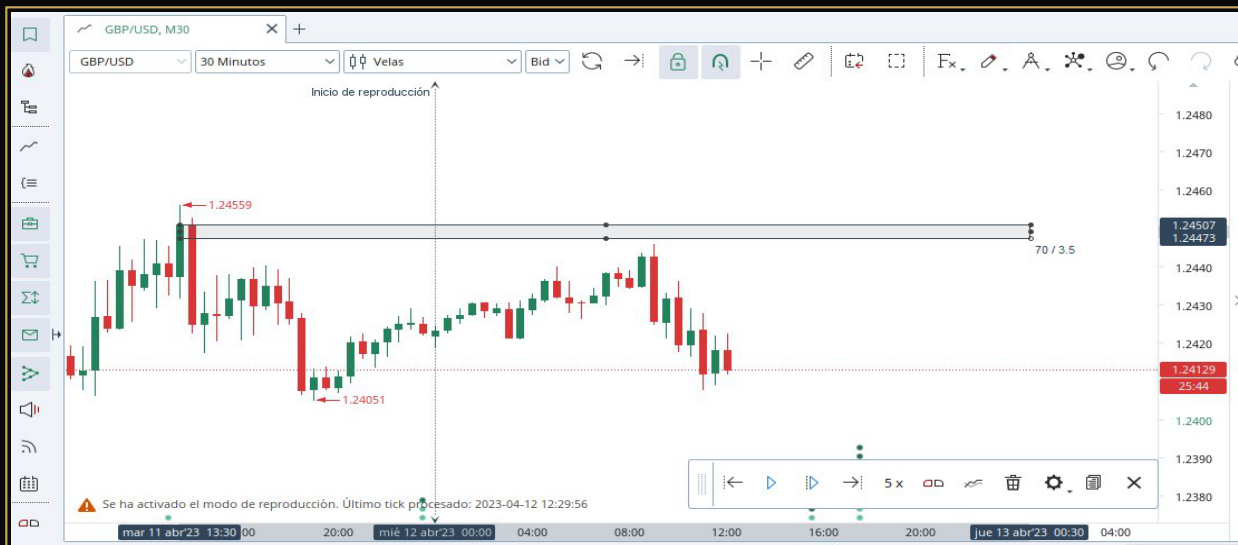 GBP/USD, M30
GBP/USD 30 Minutos Velas Bid
Inicio de reproducción
1.2480
1.2470
1.2460
1.24559
1.24507
1.24473
70 / 3.5
1.2440
1.2430
1.2420
1.24129
25:44
1.24051
1.2400
1.2390
1.2380
5 x
Se ha activado el modo de reproducción. Último tick procesado: 2023-04-12 12:29:56
mar 11 abr'23 13:30 :00 20:00 mié 12 abr'23 00:00 04:00 08:00 12:00 16:00 20:00 jue 13 abr'23 00:30 04:00